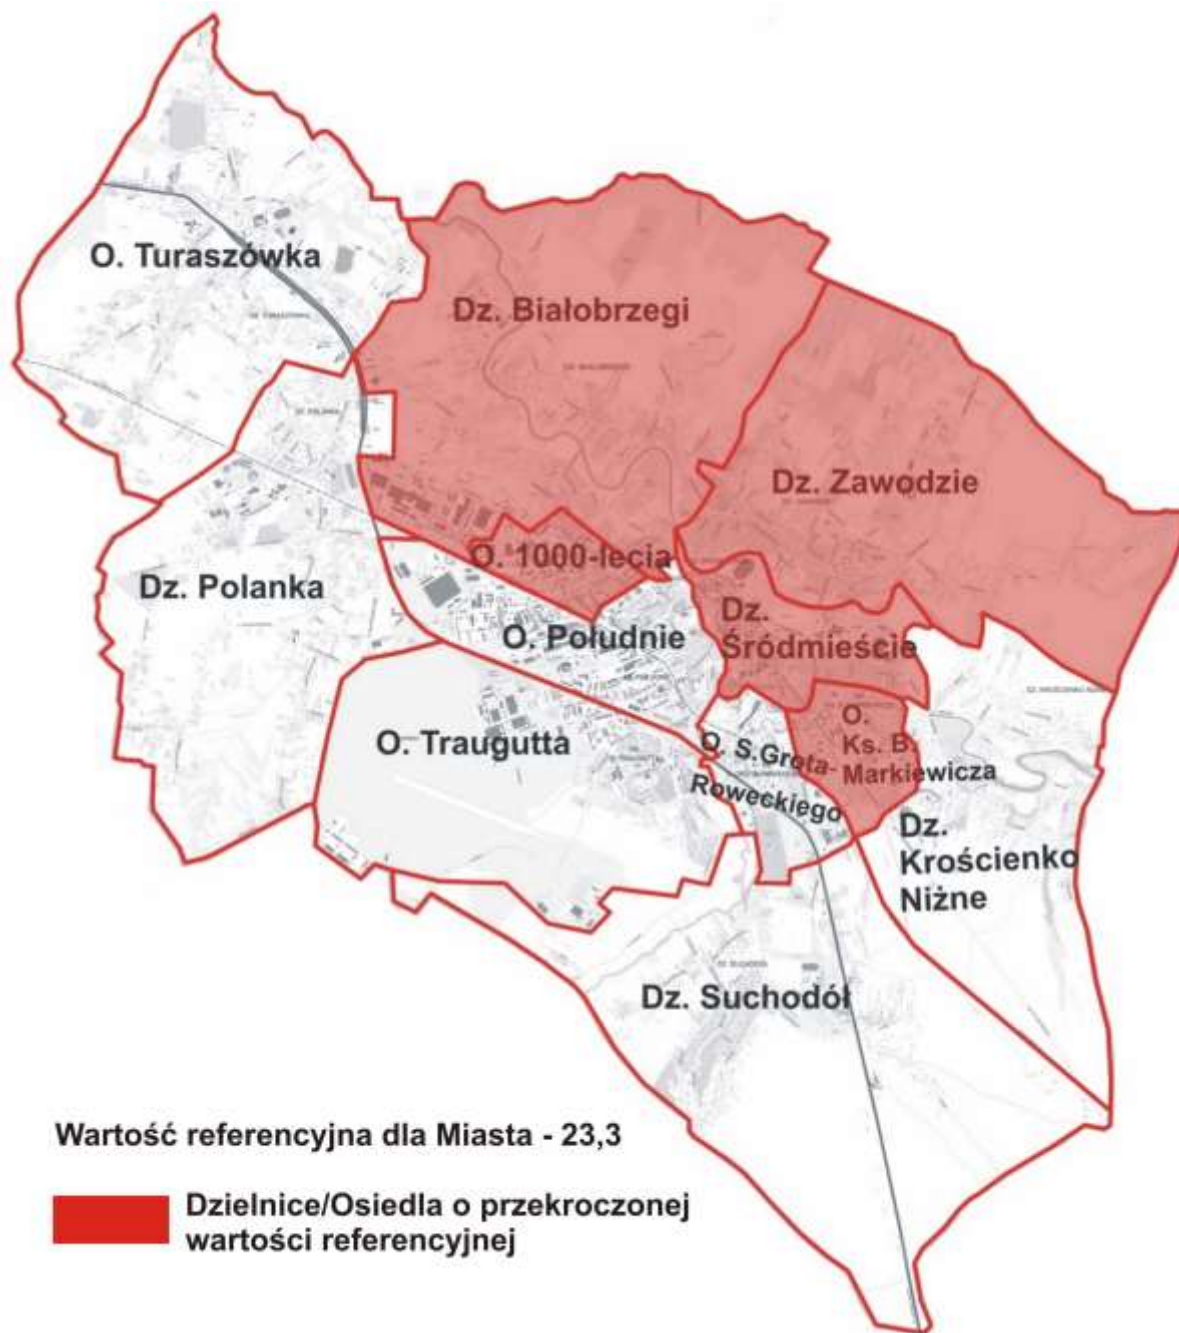 O. Turaszówka
Dz. Białobrzegi
Dz. Zawodzie
O. 1000-lecia
Dz. Polanka
Dz.
Śródmieście
O. Południe
O. Traugutta
O. S.Grota-
Roweckiego
O.
Ks. B.
Markiewicza
Dz.
Krościenko
Niżne
Dz. Suchodół
Wartość referencyjna dla Miasta - 23,3
Dzielnice/Osiedla o przekroczonej
wartości referencyjnej